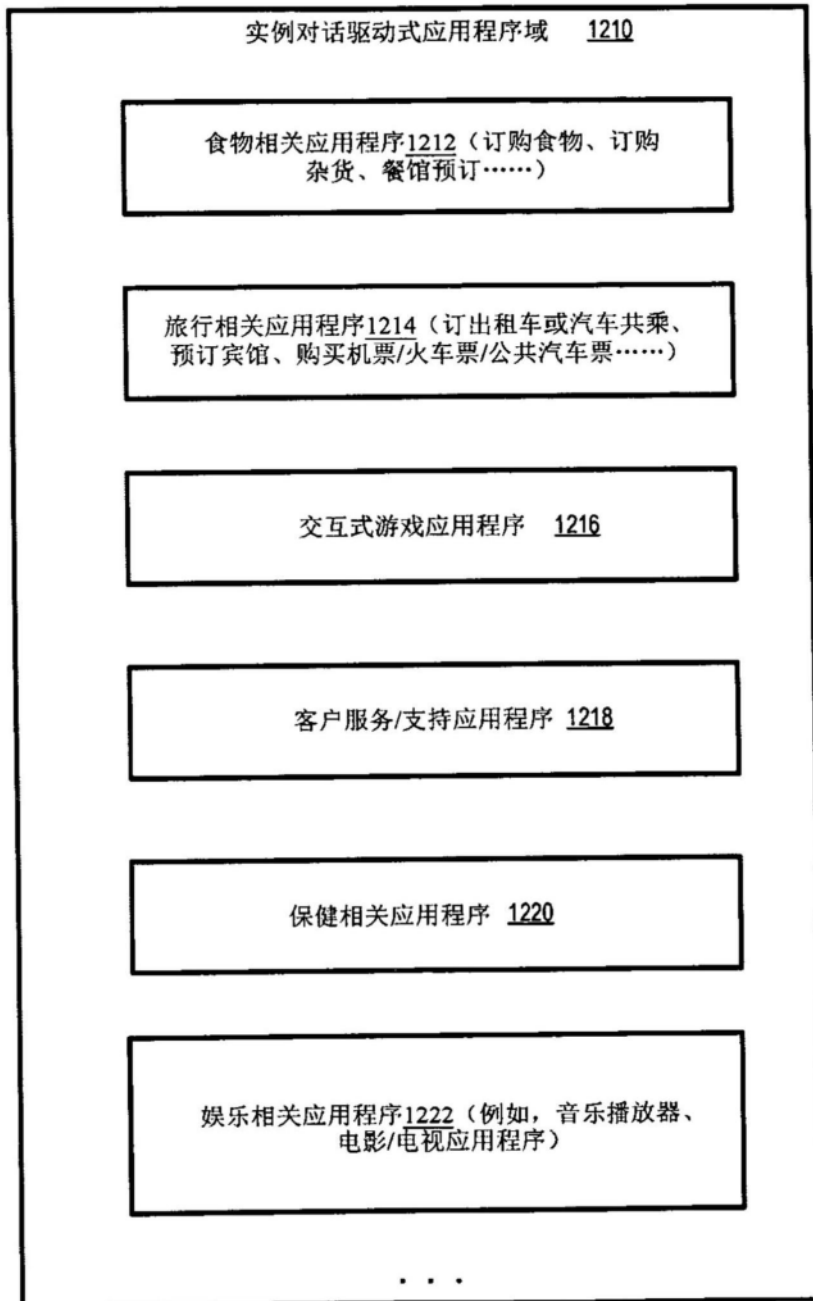 实例对话驱动式应用程序域 1210
食物相关应用程序1212（订购食物、订购
杂货、餐馆预订……）
旅行相关应用程序1214（订出租车或汽车共乘、
预订宾馆、购买机票/火车票/公共汽车票……）
交互式游戏应用程序 1216
客户服务/支持应用程序 1218
保健相关应用程序 1220
娱乐相关应用程序1222（例如，音乐播放器、
电影/电视应用程序）
...